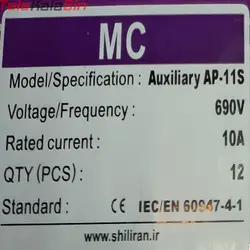 TeleKalaBin
MC
Model/Specification : Auxiliary AP-11S
Voltage/Frequency : 690V
Rated current : 10A
QTY (PCS) : 12
Standard : CE IEC/EN 60947-4-1
www.shiliran.ir